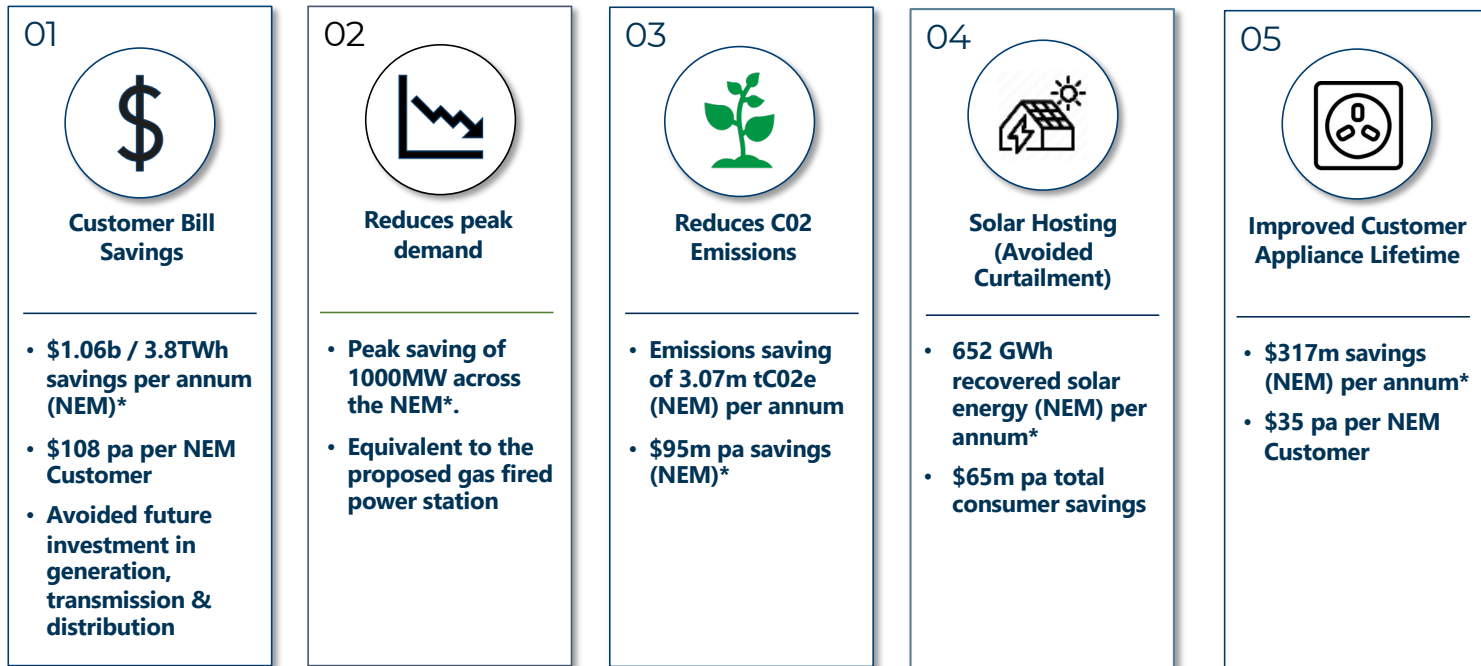 01
Customer Bill
Savings
• $1.06b / 3.8TWh
savings per annum
(NEM)*
• $108 pa per NEM
Customer
• Avoided future
investment in
generation,
transmission &
distribution
02
Reduces peak
demand
• Peak saving of
1000MW across
the NEM*.
• Equivalent to the
proposed gas fired
power station
03
Reduces C02
Emissions
• Emissions saving
of 3.07m tC02e
(NEM) per annum
• $95m pa savings
(NEM)*
04
Solar Hosting
(Avoided
Curtailment)
• 652 GWh
recovered solar
energy (NEM) per
annum*
• $65m pa total
consumer savings
05
Improved Customer
Appliance Lifetime
• $317m savings
(NEM) per annum*
• $35 pa per NEM
Customer